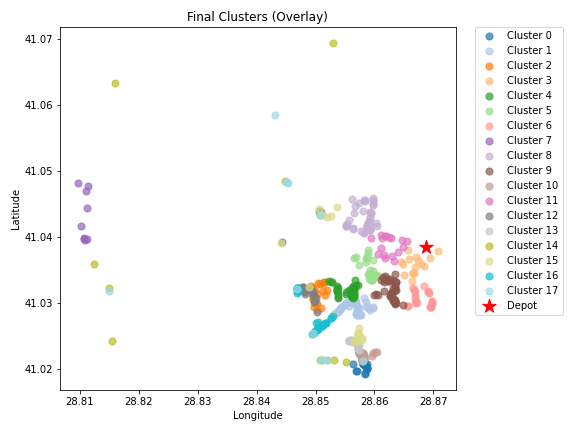 Final Clusters (Overlay)
41.07
41.06
41.05
41.04
41.03
41.02
Latitude
28.81 28.82 28.83 28.84 28.85 28.86 28.87
Longitude
Cluster 0
Cluster 1
Cluster 2
Cluster 3
Cluster 4
Cluster 5
Cluster 6
Cluster 7
Cluster 8
Cluster 9
Cluster 10
Cluster 11
Cluster 12
Cluster 13
Cluster 14
Cluster 15
Cluster 16
Cluster 17
Depot